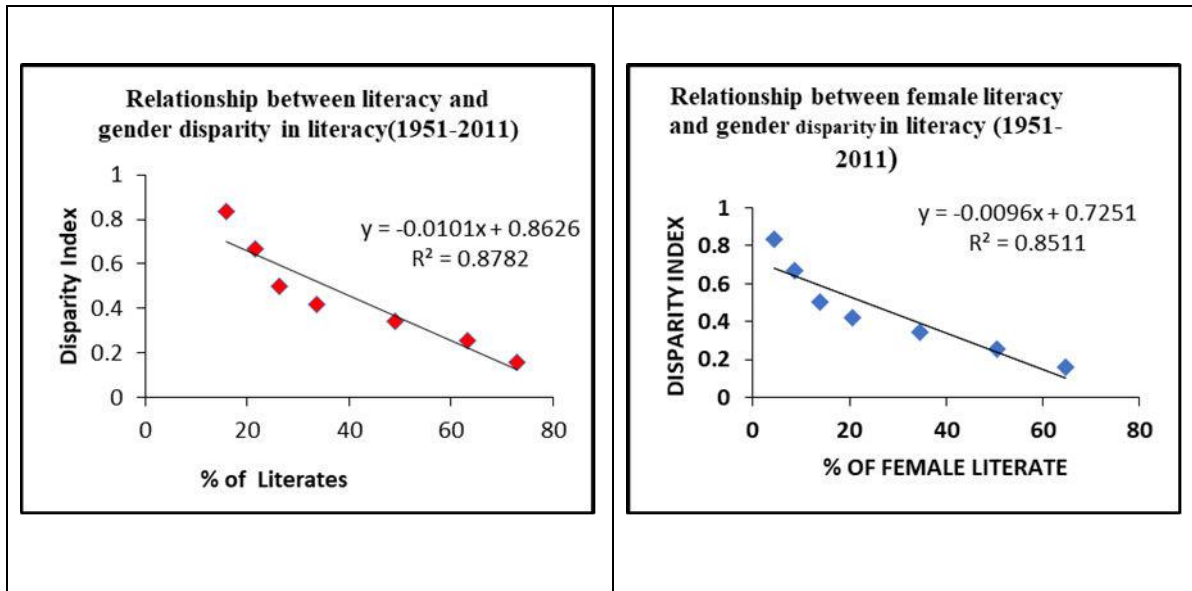 Relationship between literacy and
gender disparity in literacy(1951-2011)
1
0.8
0.6
0.4
0.2
0
Disparity Index
y = -0.0101x + 0.8626
R² = 0.8782
0 20 40 60 80
% of Literates
Relationship between female literacy
and gender disparity in literacy (1951-
2011)
1
0.8
0.6
0.4
0.2
0
DISPARITY INDEX
y = -0.0096x + 0.7251
R² = 0.8511
0 20 40 60 80
% OF FEMALE LITERATE